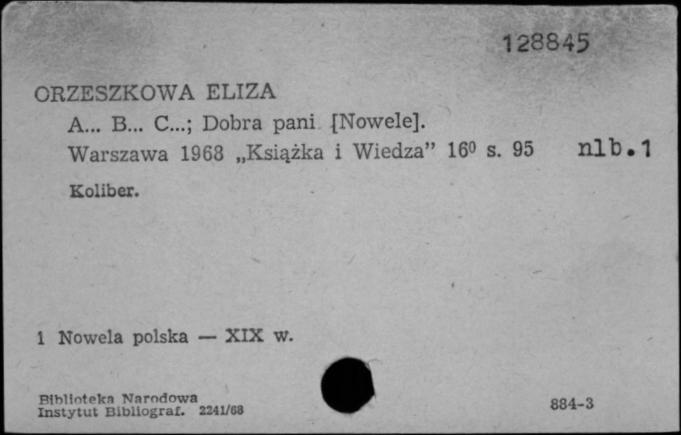 128845
ORZESZKOWA ELIZA
A... B... C...; Dobra pani [Nowele].
Warszawa 1968 „Książka i Wiedza” 16⁰ s. 95 nlb.1
Koliber.
1 Nowela polska — XIX w.
Biblioteka Narodowa
Instytut Bibliograf. 2241/68
884-3